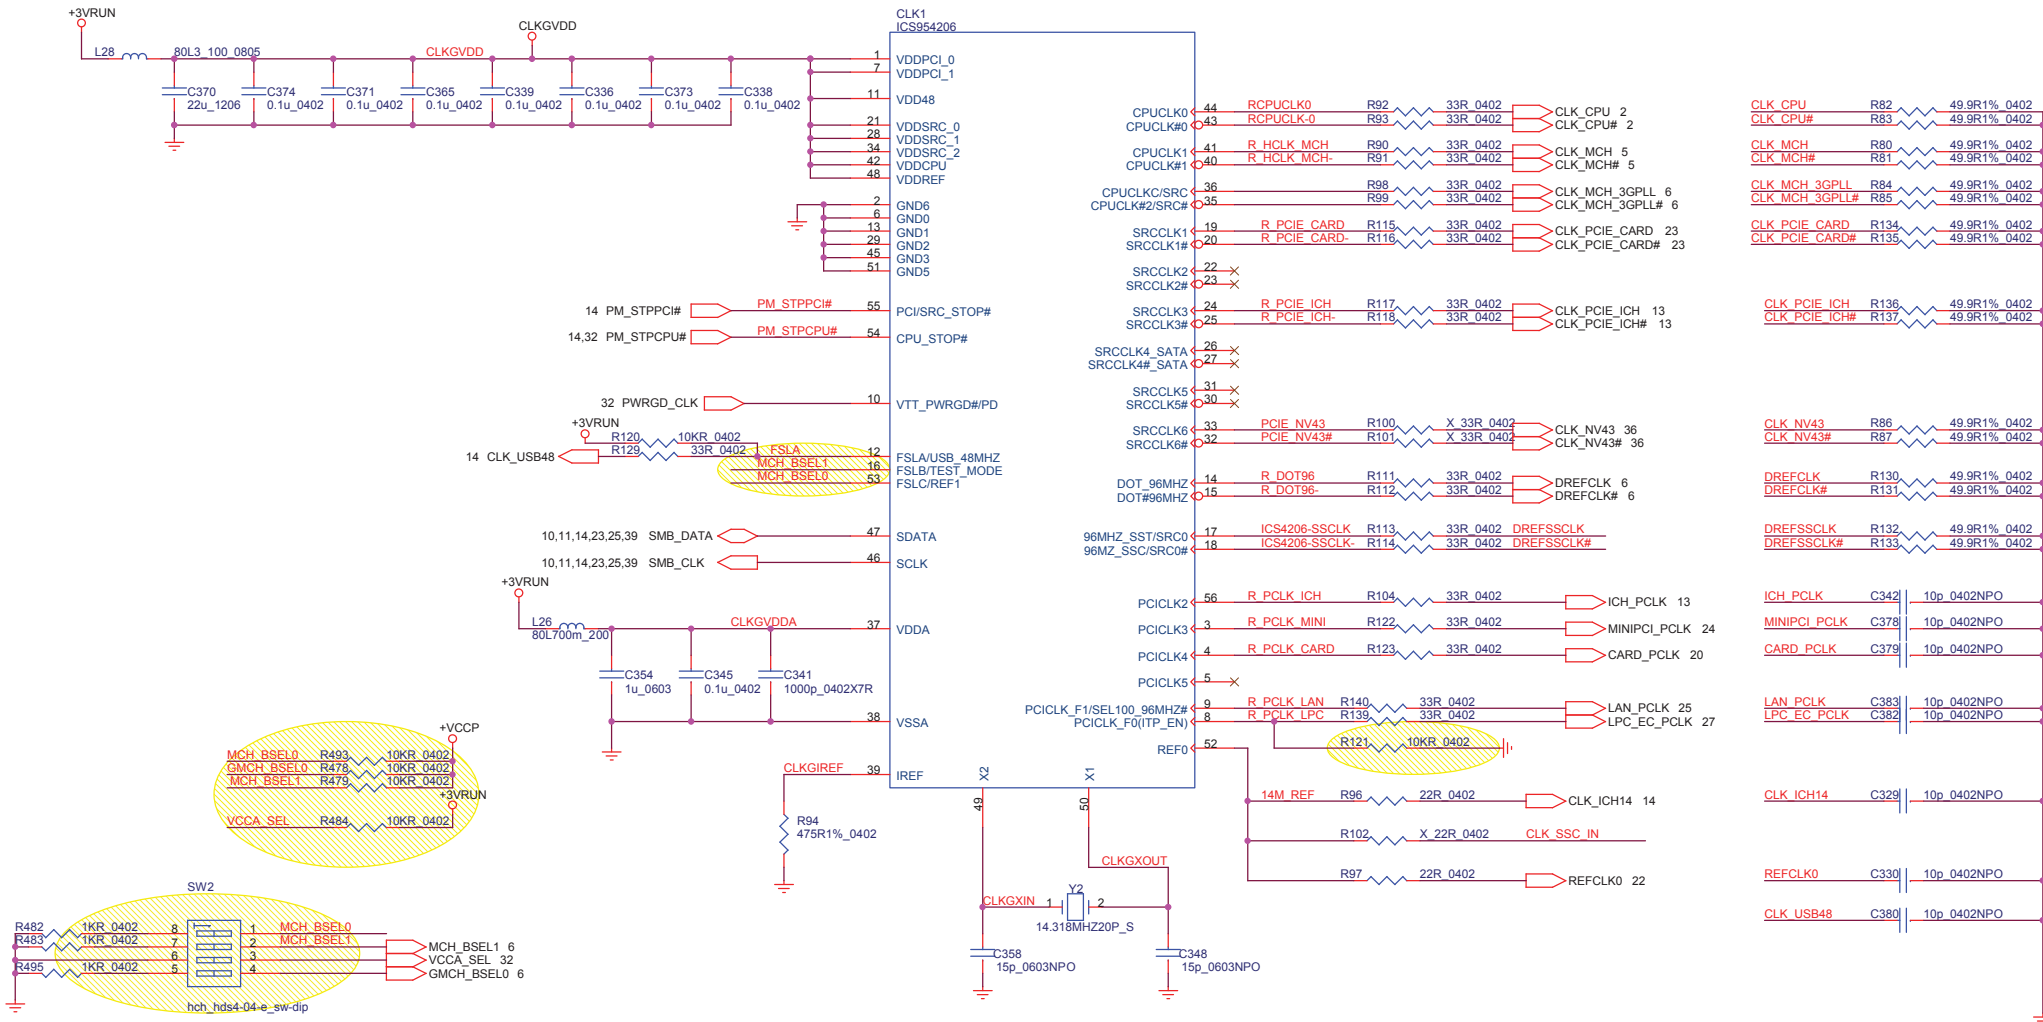 +3VRUN
L28 80L3_100_0805 CLKGVDD
CLKGVDD
C370 22u_1206
C374 0.1u_0402
C371 0.1u_0402
C365 0.1u_0402
C339 0.1u_0402
C336 0.1u_0402
C373 0.1u_0402
C338 0.1u_0402
CLK1
ICS954206
1 VDDPCI_0
7 VDDPCI_1
11 VDD48
21 VDDSRC_0
28 VDDSRC_1
34 VDDSRC_2
42 VDDCPU
48 VDDREF
2 GND6
6 GND0
13 GND1
29 GND2
45 GND3
51 GND5
14 PM_STPPCI# PM_STPPCI# 55 PCI/SRC_STOP#
14,32 PM_STPCPU# PM_STPCPU# 54 CPU_STOP#
32 PWRGD_CLK 10 VTT_PWRGD#/PD
+3VRUN
R120 10KR_0402
14 CLK_USB48 R129 33R_0402 FSLA 12 FSLA/USB_48MHZ
MCH_BSEL1 16 FSLB/TEST_MODE
MCH_BSEL0 53 FSLC/REF1
10,11,14,23,25,39 SMB_DATA 47 SDATA
10,11,14,23,25,39 SMB_CLK 46 SCLK
+3VRUN
L26 80L700m_200 CLKGVDDA 37 VDDA
C354 1u_0603
C345 0.1u_0402
C341 1000p_0402X7R
38 VSSA
CLKGIREF 39 IREF
R94 475R1%_0402
X2 49
X1 50
CLKGXOUT
CLKGXIN 1 Y2 2
14.318MHZ20P_S
C358 15p_0603NPO
C348 15p_0603NPO
CPUCLK0 44 RCPUCLK0 R92 33R_0402 CLK_CPU 2
CPUCLK#0 43 RCPUCLK-0 R93 33R_0402 CLK_CPU# 2
CPUCLK1 41 R_HCLK_MCH R90 33R_0402 CLK_MCH 5
CPUCLK#1 40 R_HCLK_MCH- R91 33R_0402 CLK_MCH# 5
CPUCLKC/SRC 36 R98 33R_0402 CLK_MCH_3GPLL 6
CPUCLK#2/SRC# 35 R99 33R_0402 CLK_MCH_3GPLL# 6
SRCCLK1 19 R_PCIE_CARD R115 33R_0402 CLK_PCIE_CARD 23
SRCCLK1# 20 R_PCIE_CARD- R116 33R_0402 CLK_PCIE_CARD# 23
SRCCLK2 22
SRCCLK2# 23
SRCCLK3 24 R_PCIE_ICH R117 33R_0402 CLK_PCIE_ICH 13
SRCCLK3# 25 R_PCIE_ICH- R118 33R_0402 CLK_PCIE_ICH# 13
SRCCLK4_SATA 26
SRCCLK4#_SATA 27
SRCCLK5 31
SRCCLK5# 30
SRCCLK6 33 PCIE_NV43 R100 X_33R_0402 CLK_NV43 36
SRCCLK6# 32 PCIE_NV43# R101 X_33R_0402 CLK_NV43# 36
DOT_96MHZ 14 R_DOT96 R111 33R_0402 DREFCLK 6
DOT#96MHZ 15 R_DOT96- R112 33R_0402 DREFCLK# 6
96MHZ_SST/SRC0 17 ICS4206-SSCLK R113 33R_0402 DREFSSCLK
96MZ_SSC/SRC0# 18 ICS4206-SSCLK- R114 33R_0402 DREFSSCLK#
PCICLK2 56 R_PCLK_ICH R104 33R_0402 ICH_PCLK 13
PCICLK3 3 R_PCLK_MINI R122 33R_0402 MINIPCI_PCLK 24
PCICLK4 4 R_PCLK_CARD R123 33R_0402 CARD_PCLK 20
PCICLK5 5
PCICLK_F1/SEL100_96MHZ# 9 R_PCLK_LAN R140 33R_0402 LAN_PCLK 25
PCICLK_F0(ITP_EN) 8 R_PCLK_LPC R139 33R_0402 LPC_EC_PCLK 27
R121 10KR_0402
REF0 52
14M_REF R96 22R_0402 CLK_ICH14 14
R102 X_22R_0402 CLK_SSC_IN
R97 22R_0402 REFCLK0 22
CLK_CPU R82 49.9R1%_0402
CLK_CPU# R83 49.9R1%_0402
CLK_MCH R80 49.9R1%_0402
CLK_MCH# R81 49.9R1%_0402
CLK_MCH_3GPLL R84 49.9R1%_0402
CLK_MCH_3GPLL# R85 49.9R1%_0402
CLK_PCIE_CARD R134 49.9R1%_0402
CLK_PCIE_CARD# R135 49.9R1%_0402
CLK_PCIE_ICH R136 49.9R1%_0402
CLK_PCIE_ICH# R137 49.9R1%_0402
CLK_NV43 R86 49.9R1%_0402
CLK_NV43# R87 49.9R1%_0402
DREFCLK R130 49.9R1%_0402
DREFCLK# R131 49.9R1%_0402
DREFSSCLK R132 49.9R1%_0402
DREFSSCLK# R133 49.9R1%_0402
ICH_PCLK C342 10p_0402NPO
MINIPCI_PCLK C378 10p_0402NPO
CARD_PCLK C379 10p_0402NPO
LAN_PCLK C383 10p_0402NPO
LPC_EC_PCLK C382 10p_0402NPO
CLK_ICH14 C329 10p_0402NPO
REFCLK0 C330 10p_0402NPO
CLK_USB48 C380 10p_0402NPO
+VCCP
MCH_BSEL0 R493 10KR_0402
GMCH_BSEL0 R478 10KR_0402
MCH_BSEL1 R479 10KR_0402
+3VRUN
VCCA_SEL R484 10KR_0402
SW2
R482 1KR_0402 8 1 MCH_BSEL0
R483 1KR_0402 7 2 MCH_BSEL1 MCH_BSEL1 6
6 3 VCCA_SEL 32
R495 1KR_0402 5 4 GMCH_BSEL0 6
hch_hds4-04-e_sw-dip